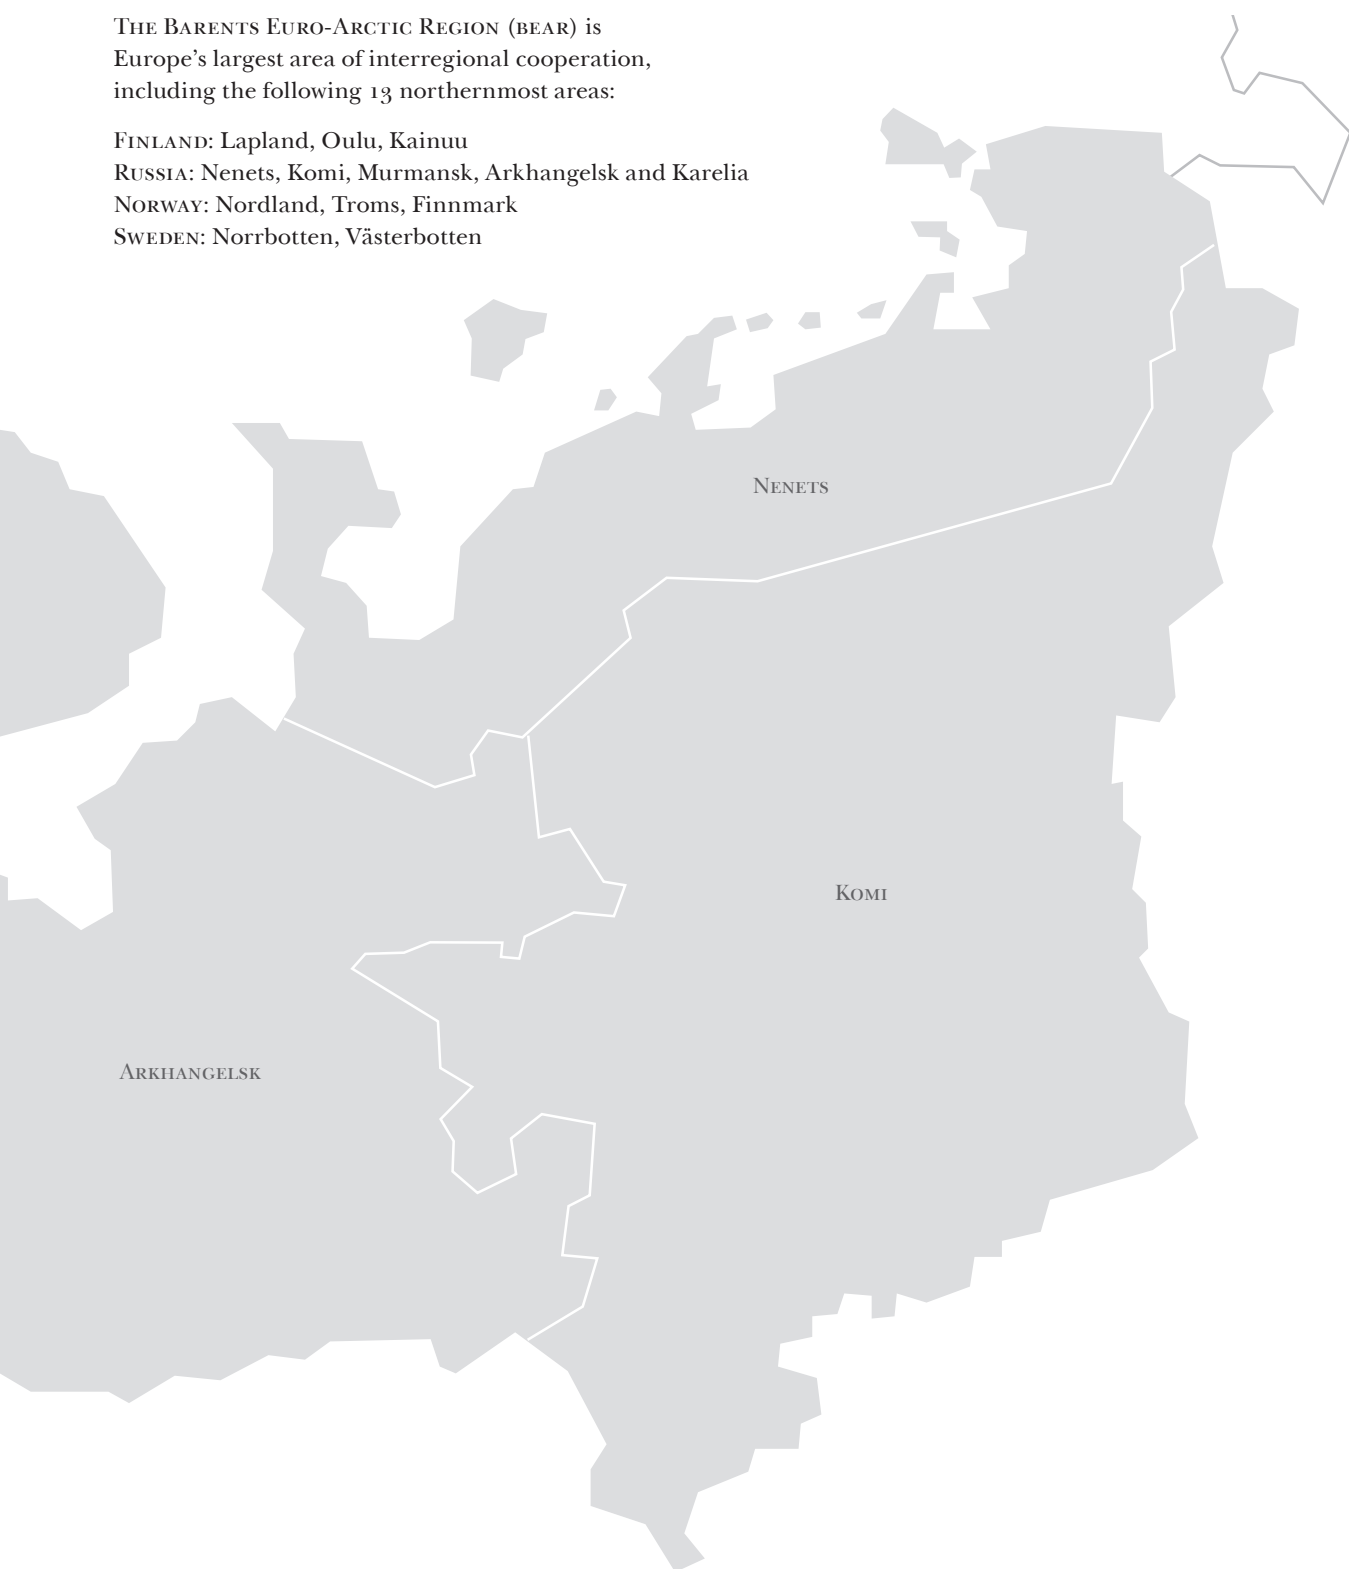 The Barents Euro-Arctic Region (bear) is
Europe's largest area of interregional cooperation,
including the following 13 northernmost areas:
Finland: Lapland, Oulu, Kainuu
Russia: Nenets, Komi, Murmansk, Arkhangelsk and Karelia
Norway: Nordland, Troms, Finnmark
Sweden: Norrbotten, Västerbotten
Nenets
Komi
Arkhangelsk